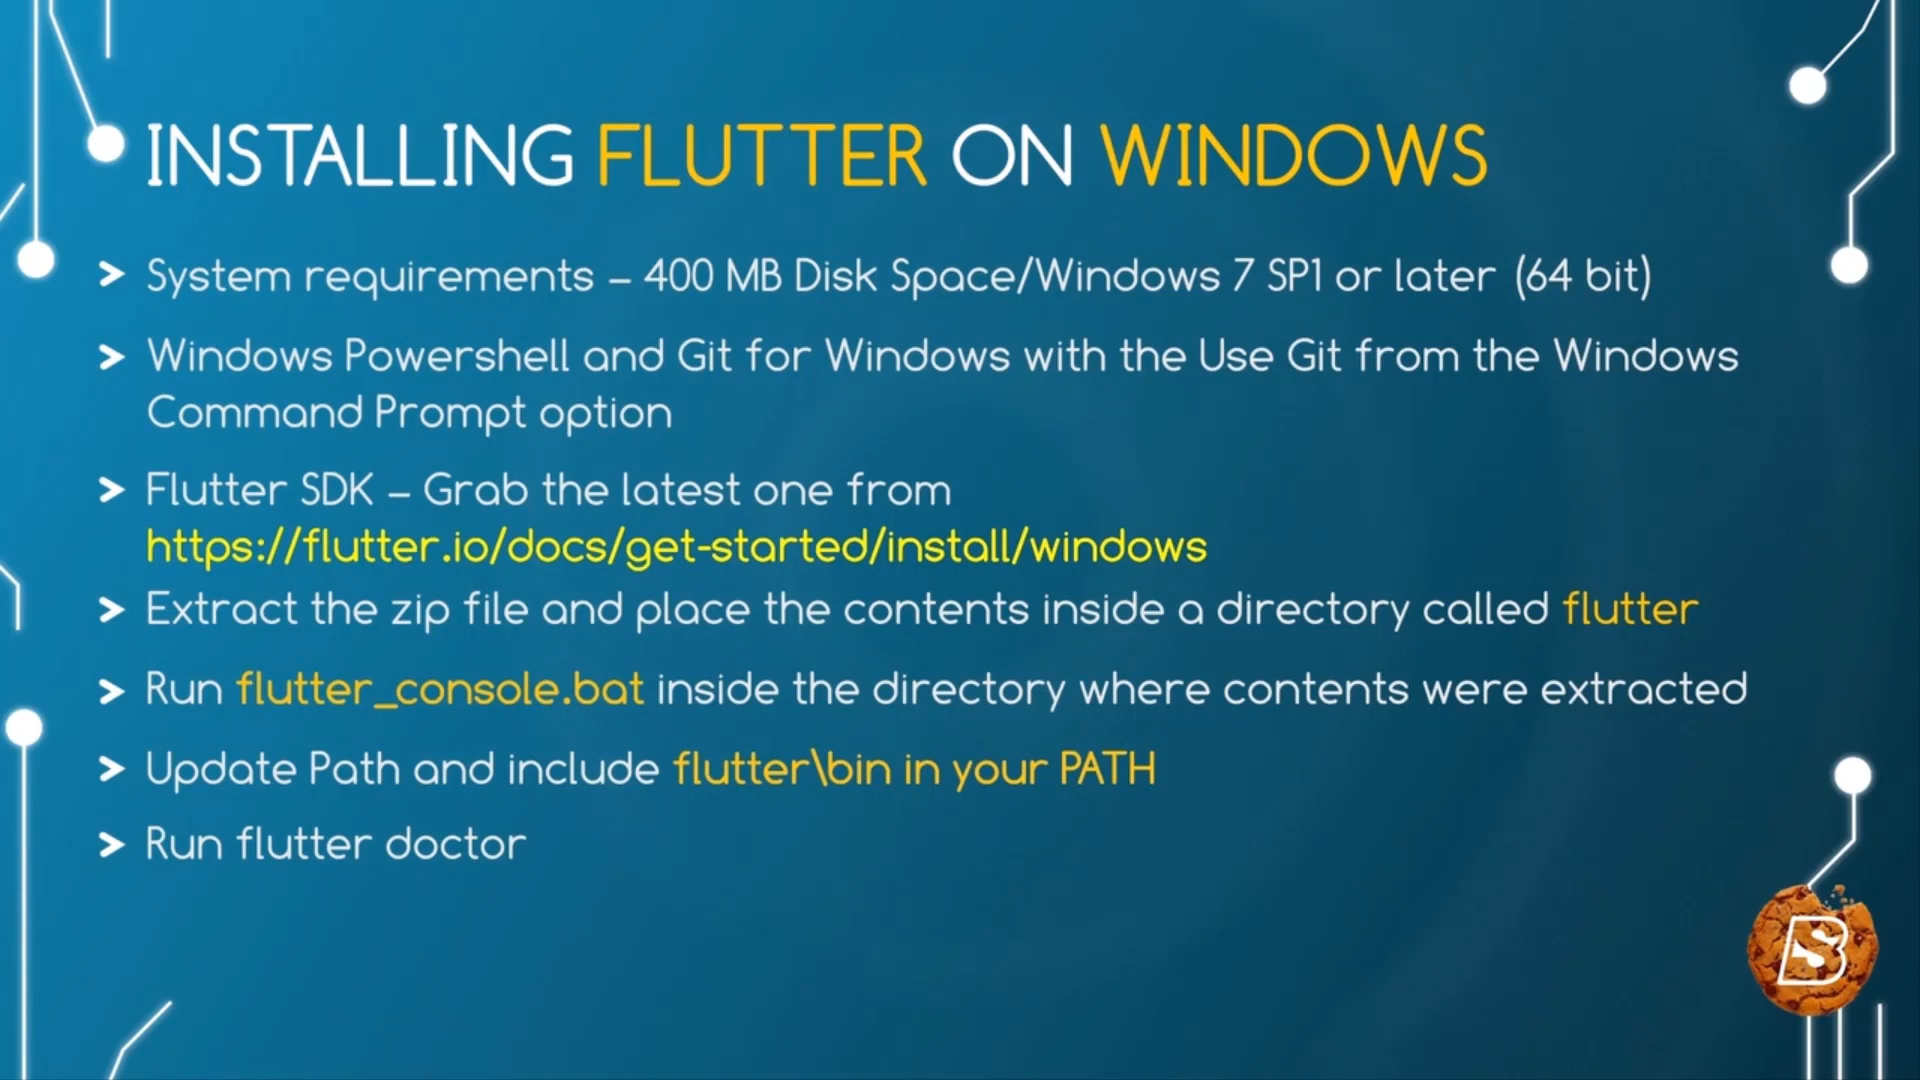 INSTALLING FLUTTER ON WINDOWS
> System requirements – 400 MB Disk Space/Windows 7 SP1 or later (64 bit)
> Windows Powershell and Git for Windows with the Use Git from the Windows
Command Prompt option
> Flutter SDK – Grab the latest one from
https://flutter.io/docs/get-started/install/windows
> Extract the zip file and place the contents inside a directory called flutter
> Run flutter_console.bat inside the directory where contents were extracted
> Update Path and include flutter\bin in your PATH
> Run flutter doctor